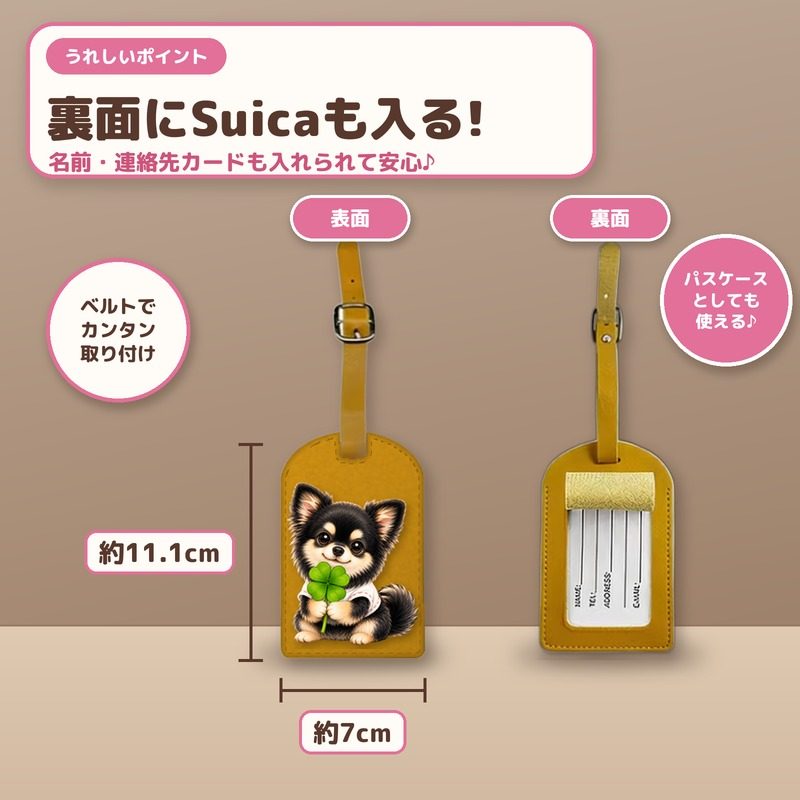 うれしいポイント
裏面にSuicaも入る!
名前・連絡先カードも入れられて安心♪
表面
裏面
ベルトで
カンタン
取り付け
パスケース
としても
使える♪
約11.1cm
NAME:
TEL:
ADDRESS:
E-MAIL:
約7cm